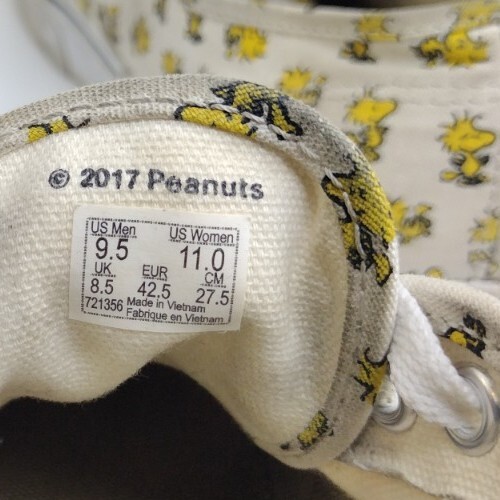 © 2017 Peanuts
US Men US Women
9.5 11.0
UK EUR CM
8.5 42.5 27.5
721356 Made in Vietnam
Fabrique en Vietnam